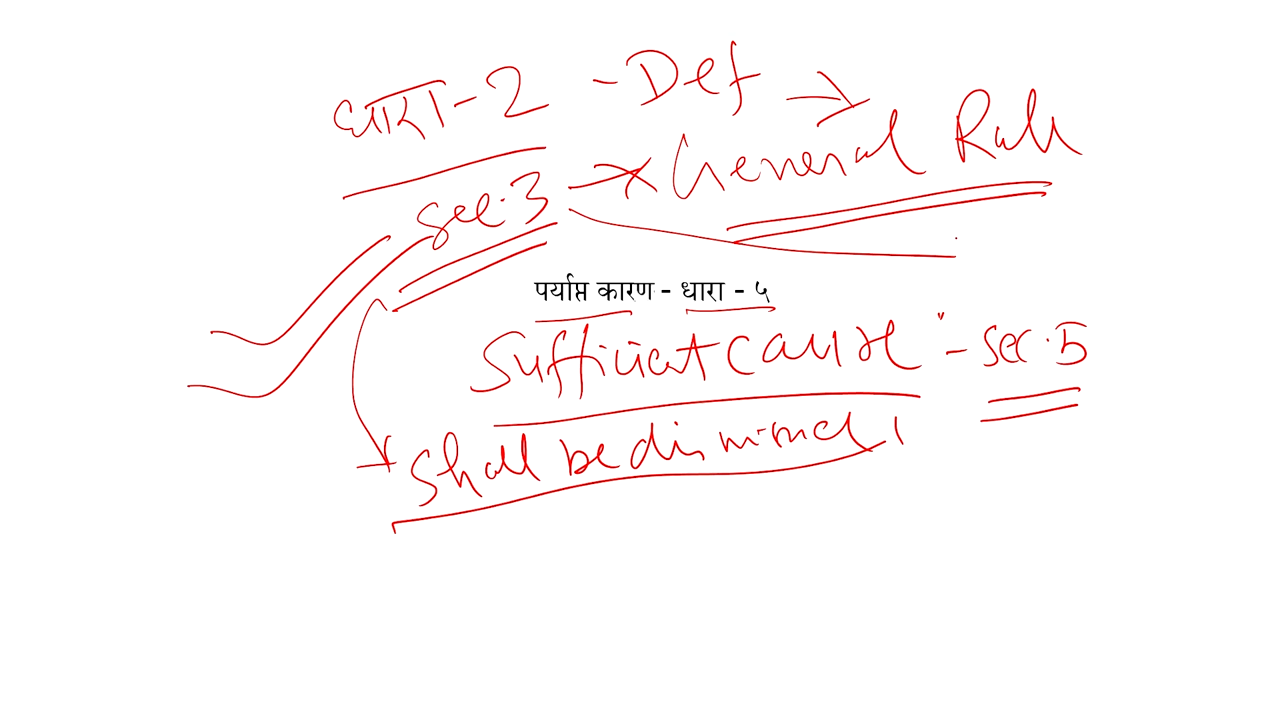 धारा-2 - Def →
Sec.3 → General Rule
पर्याप्त कारण - धारा - ५
Sufficient cause" - Sec.5
Shall be dismissed